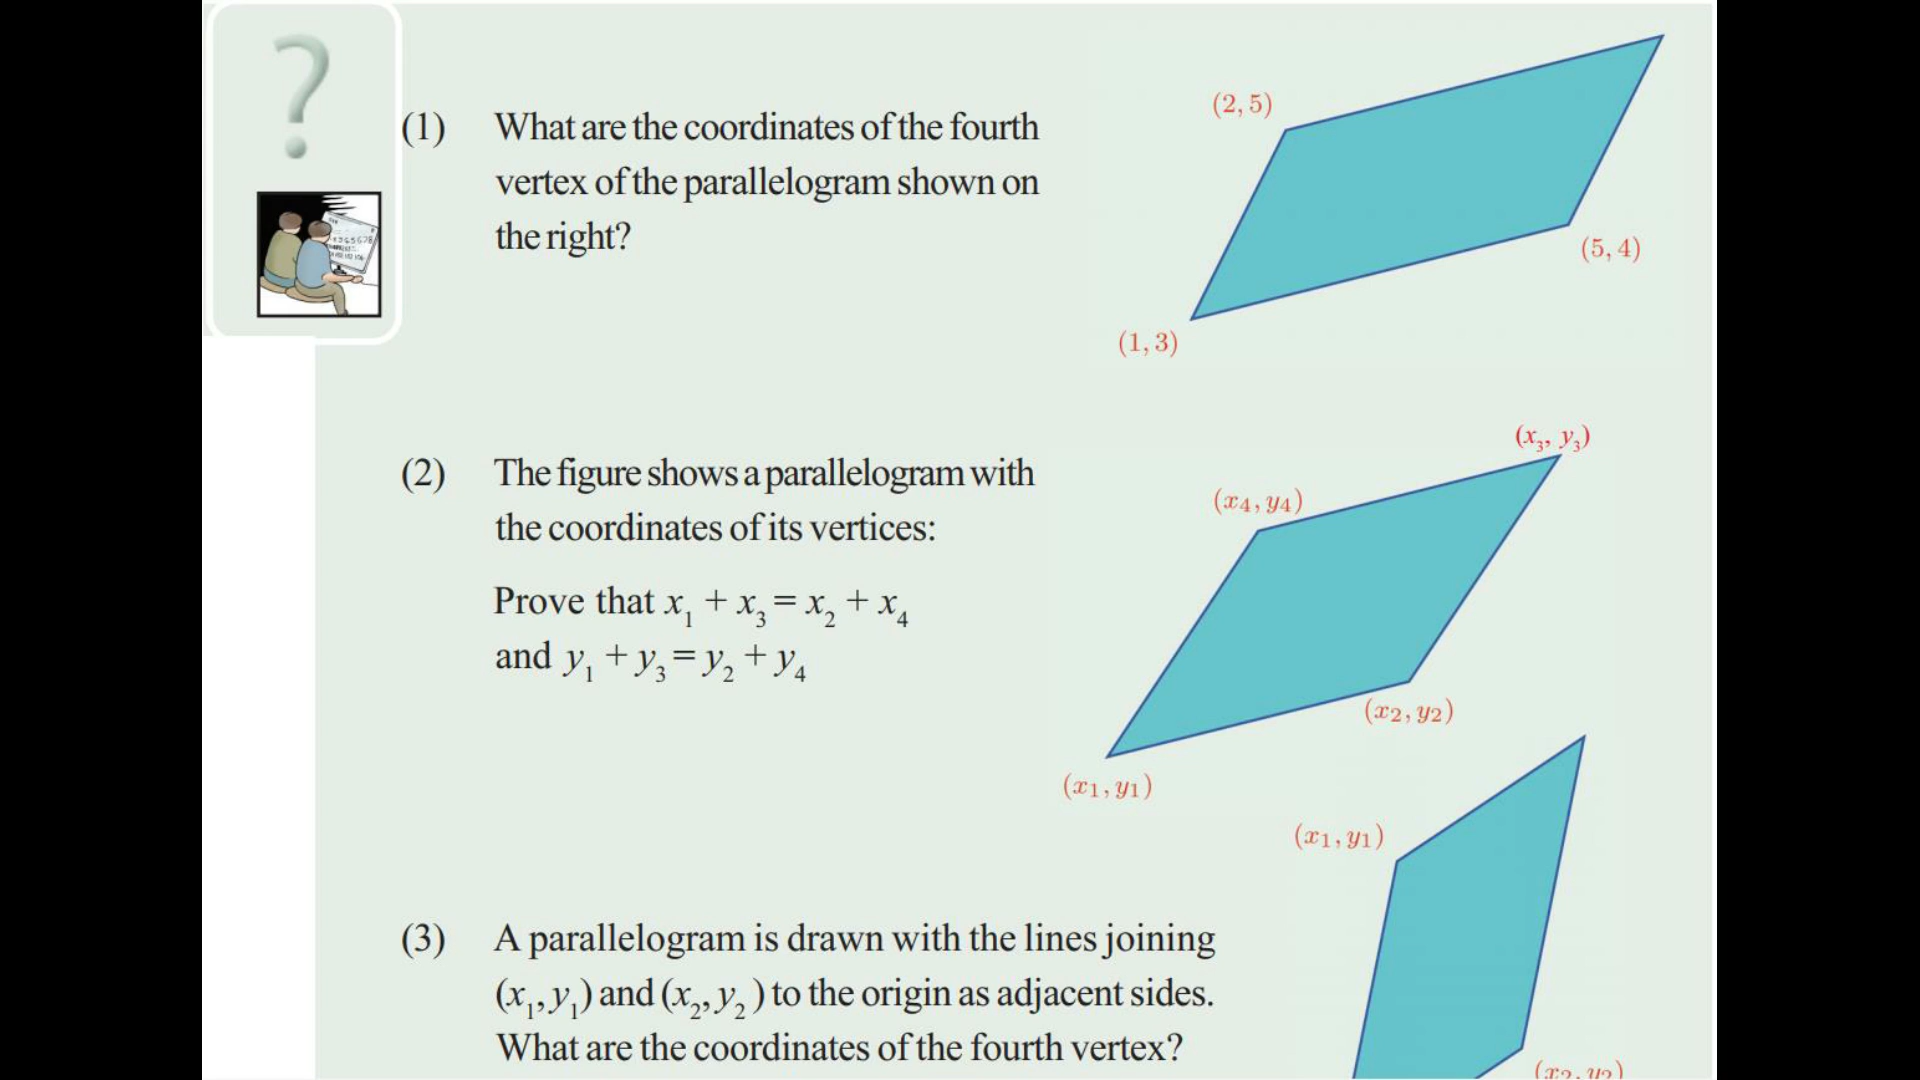 ?
(1) What are the coordinates of the fourth
vertex of the parallelogram shown on
the right?
(2, 5)
(5, 4)
(1, 3)
(2) The figure shows a parallelogram with
the coordinates of its vertices:
Prove that x₁ + x₃ = x₂ + x₄
and y₁ + y₃ = y₂ + y₄
(x₃, y₃)
(x₄, y₄)
(x₂, y₂)
(x₁, y₁)
(x₁, y₁)
(3) A parallelogram is drawn with the lines joining
(x₁, y₁) and (x₂, y₂) to the origin as adjacent sides.
What are the coordinates of the fourth vertex?
(x₂, y₂)